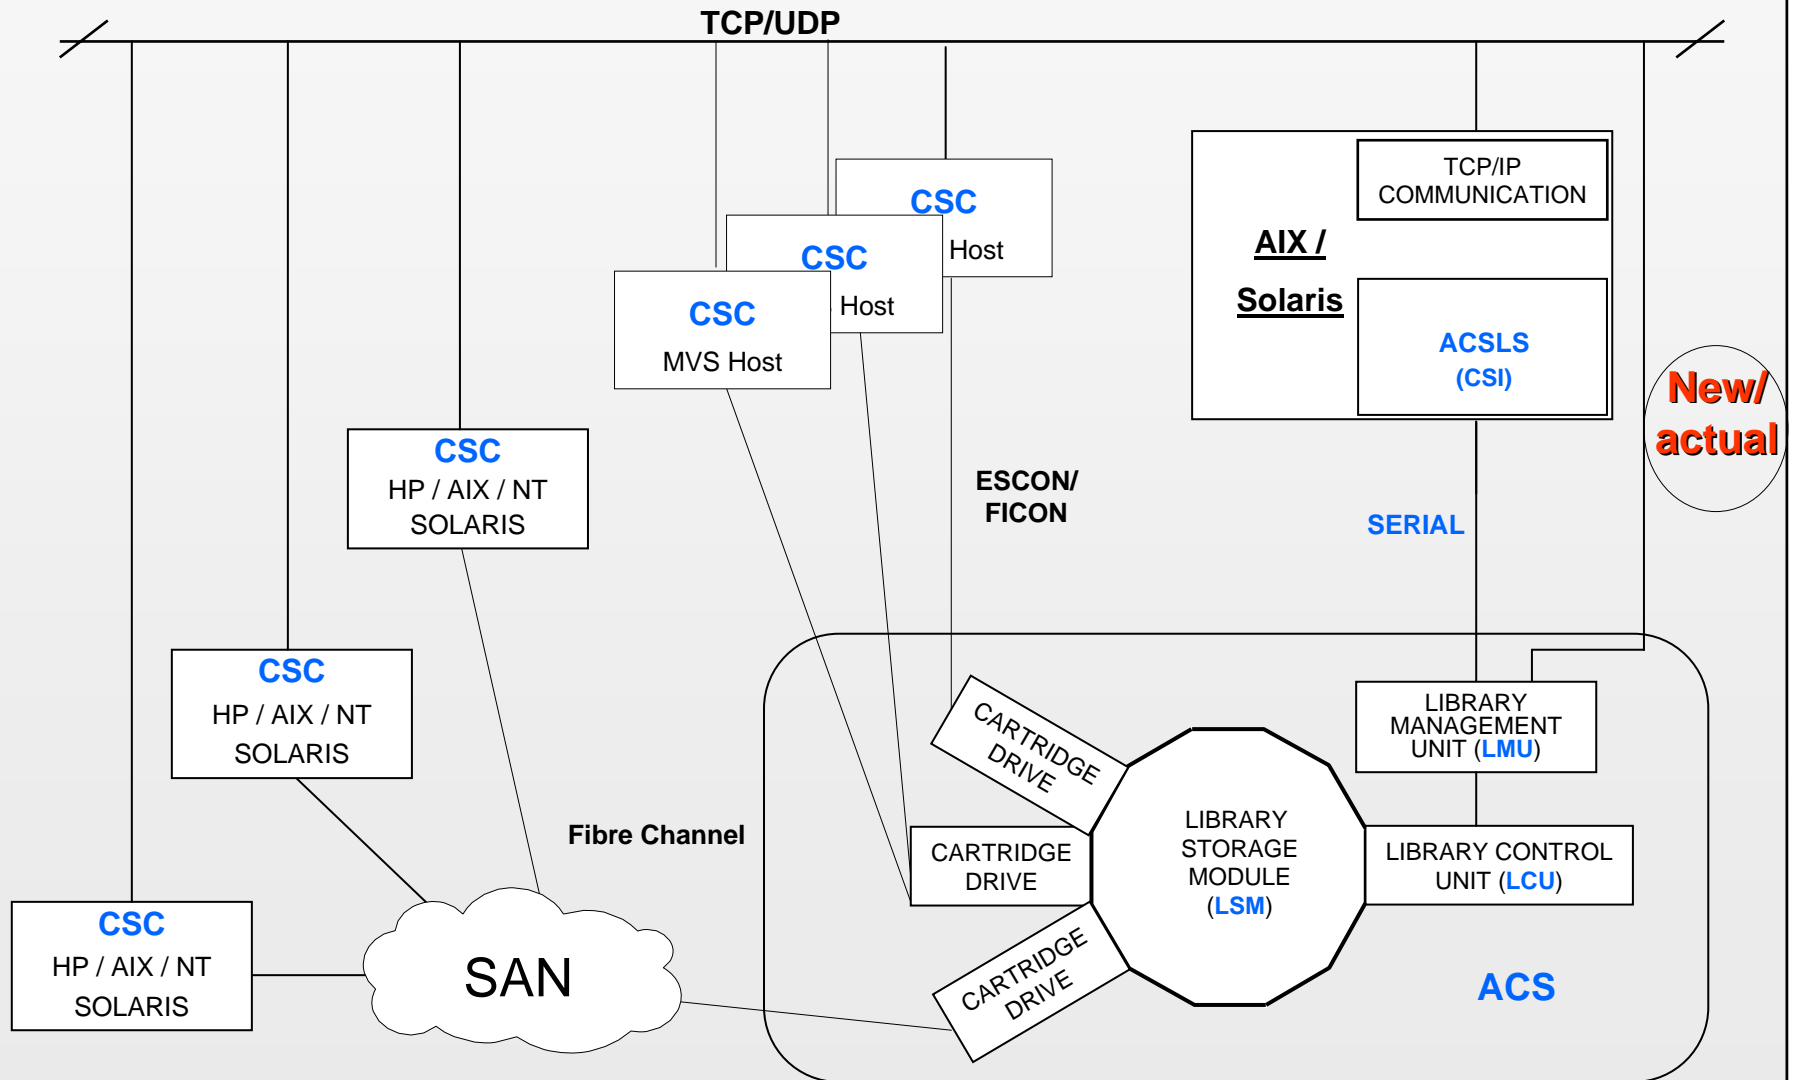 TCP/UDP
CSC
Host
CSC
Host
CSC
MVS Host
TCP/IP
COMMUNICATION
AIX /
Solaris
ACSLS
(CSI)
New/
actual
CSC
HP / AIX / NT
SOLARIS
ESCON/
FICON
SERIAL
CSC
HP / AIX / NT
SOLARIS
CARTRIDGE
DRIVE
LIBRARY
MANAGEMENT
UNIT (LMU)
Fibre Channel
CARTRIDGE
DRIVE
LIBRARY
STORAGE
MODULE
(LSM)
LIBRARY CONTROL
UNIT (LCU)
CSC
HP / AIX / NT
SOLARIS
SAN
CARTRIDGE
DRIVE
ACS